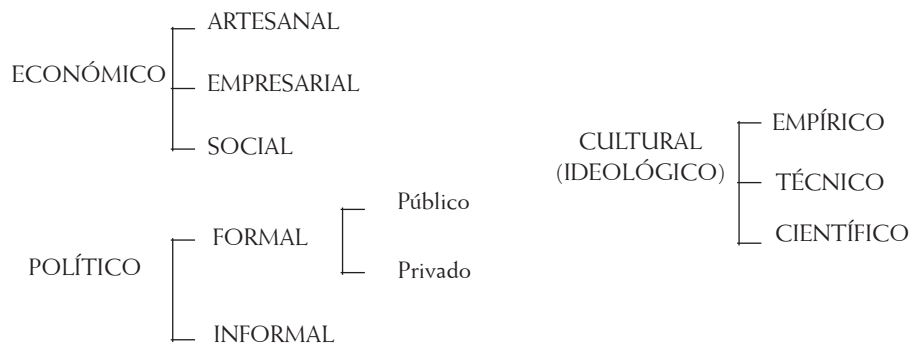 ECONÓMICO
ARTESANAL
EMPRESARIAL
SOCIAL
POLÍTICO
FORMAL
Público
Privado
INFORMAL
CULTURAL
(IDEOLÓGICO)
EMPÍRICO
TÉCNICO
CIENTÍFICO